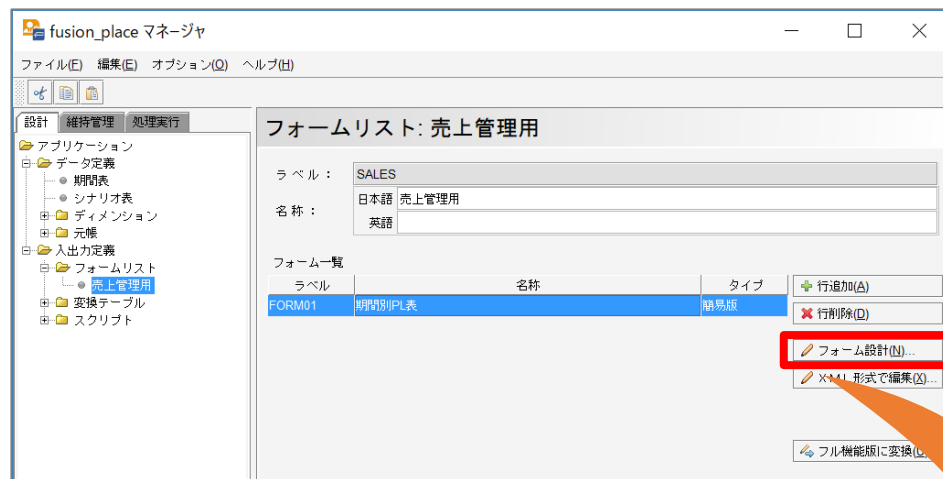 fusion_place マネージャ
ファイル(F) 編集(E) オプション(O) ヘルプ(H)
設計 維持管理 処理実行
アプリケーション
データ定義
期間表
シナリオ表
ディメンション
元帳
入出力定義
フォームリスト
売上管理用
変換テーブル
スクリプト
フォームリスト: 売上管理用
ラベル: SALES
名称: 日本語 売上管理用
英語
フォーム一覧
ラベル 名称 タイプ
FORM01 期間別PL表 簡易版
行追加(A)
行削除(D)
フォーム設計(N)...
XML形式で編集(X)...
フル機能版に変換